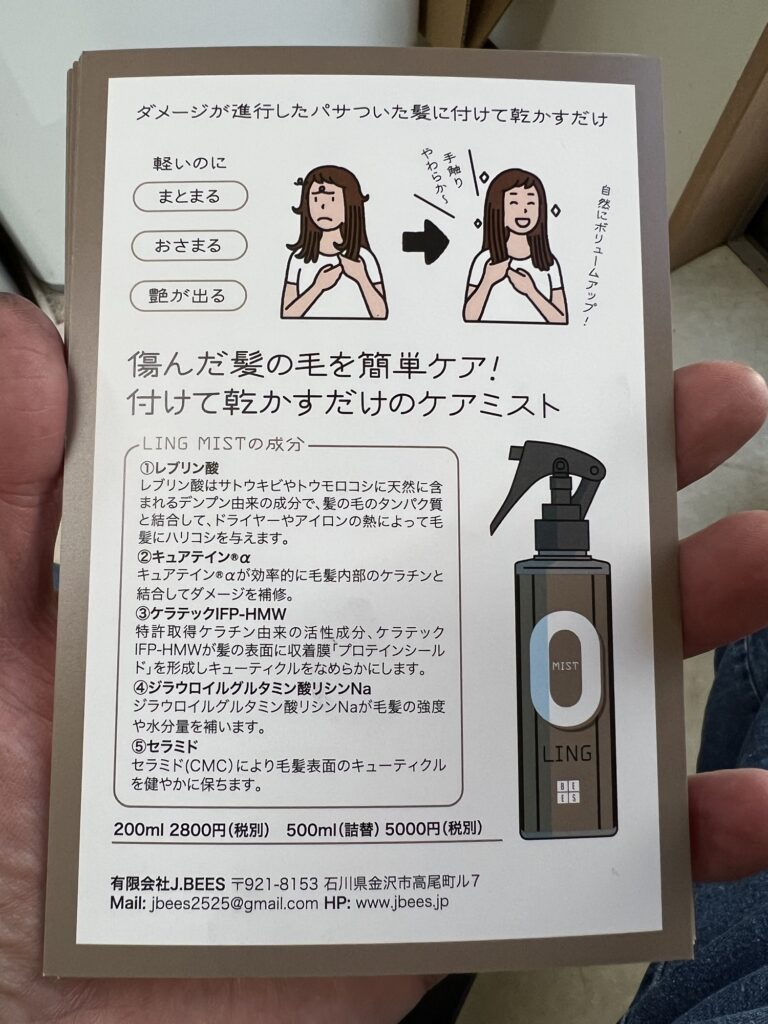 ダメージが進行したパサついた髪に付けて乾かすだけ
軽いのに
まとまる
おさまる
艶が出る
手触り
やわらか〜
自然にボリュームアップ!
傷んだ髪の毛を簡単ケア!
付けて乾かすだけのケアミスト
LING MISTの成分
①レブリン酸
レブリン酸はサトウキビやトウモロコシに天然に含
まれるデンプン由来の成分で、髪の毛のタンパク質
と結合して、ドライヤーやアイロンの熱によって毛
髪にハリコシを与えます。
②キュアテイン®α
キュアテイン®αが効率的に毛髪内部のケラチンと
結合してダメージを補修。
③ケラテックIFP-HMW
特許取得ケラチン由来の活性成分、ケラテック
IFP-HMWが髪の表面に収着膜「プロテインシール
ド」を形成しキューティクルをなめらかにします。
④ジラウロイルグルタミン酸リシンNa
ジラウロイルグルタミン酸リシンNaが毛髪の強度
や水分量を補います。
⑤セラミド
セラミド(CMC)により毛髪表面のキューティクル
を健やかに保ちます。
0
MIST
LING
BE
ES
200ml 2800円(税別) 500ml(詰替) 5000円(税別)
有限会社J.BEES 〒921-8153 石川県金沢市高尾町ル7
Mail: jbees2525@gmail.com HP: www.jbees.jp